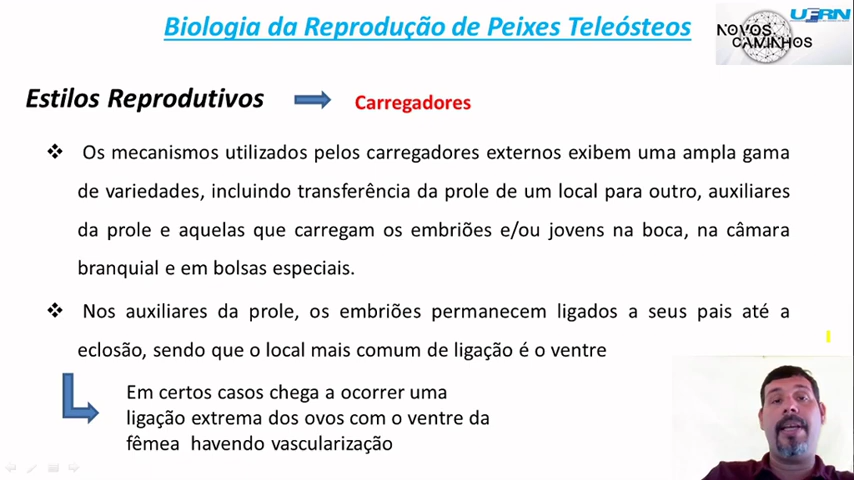 Biologia da Reprodução de Peixes Teleósteos
UFRN
NOVOS
CAMINHOS
Estilos Reprodutivos
Carregadores
❖ Os mecanismos utilizados pelos carregadores externos exibem uma ampla gama
de variedades, incluindo transferência da prole de um local para outro, auxiliares
da prole e aquelas que carregam os embriões e/ou jovens na boca, na câmara
branquial e em bolsas especiais.
❖ Nos auxiliares da prole, os embriões permanecem ligados a seus pais até a
eclosão, sendo que o local mais comum de ligação é o ventre
Em certos casos chega a ocorrer uma
ligação extrema dos ovos com o ventre da
fêmea havendo vascularização